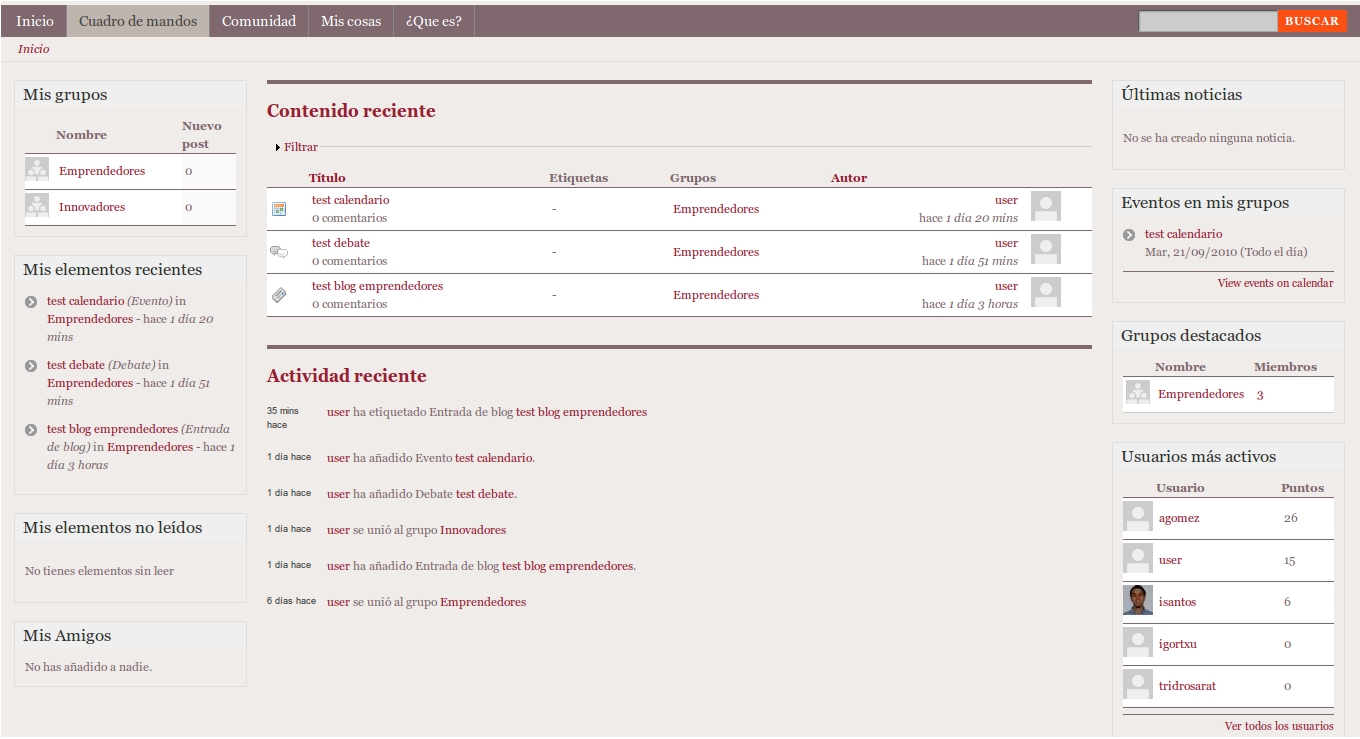 Inicio
Cuadro de mandos
Comunidad
Mis cosas
¿Que es?
BUSCAR
Inicio
Mis grupos
Nombre
Nuevo
post
Emprendedores 0
Innovadores 0
Mis elementos recientes
test calendario (Evento) in
Emprendedores - hace 1 día 20
mins
test debate (Debate) in
Emprendedores - hace 1 día 51
mins
test blog emprendedores (Entrada
de blog) in Emprendedores - hace 1
día 3 horas
Mis elementos no leídos
No tienes elementos sin leer
Mis Amigos
No has añadido a nadie.
Contenido reciente
Filtrar
Título Etiquetas Grupos Autor
test calendario - Emprendedores user
0 comentarios hace 1 día 20 mins
test debate - Emprendedores user
0 comentarios hace 1 día 51 mins
test blog emprendedores - Emprendedores user
0 comentarios hace 1 día 3 horas
Actividad reciente
35 mins
hace
user ha etiquetado Entrada de blog test blog emprendedores
1 día hace user ha añadido Evento test calendario.
1 día hace user ha añadido Debate test debate.
1 día hace user se unió al grupo Innovadores
1 día hace user ha añadido Entrada de blog test blog emprendedores.
6 días hace user se unió al grupo Emprendedores
Últimas noticias
No se ha creado ninguna noticia.
Eventos en mis grupos
test calendario
Mar, 21/09/2010 (Todo el día)
View events on calendar
Grupos destacados
Nombre Miembros
Emprendedores 3
Usuarios más activos
Usuario Puntos
agomez 26
user 15
isantos 6
igortxu 0
tridrosarat 0
Ver todos los usuarios